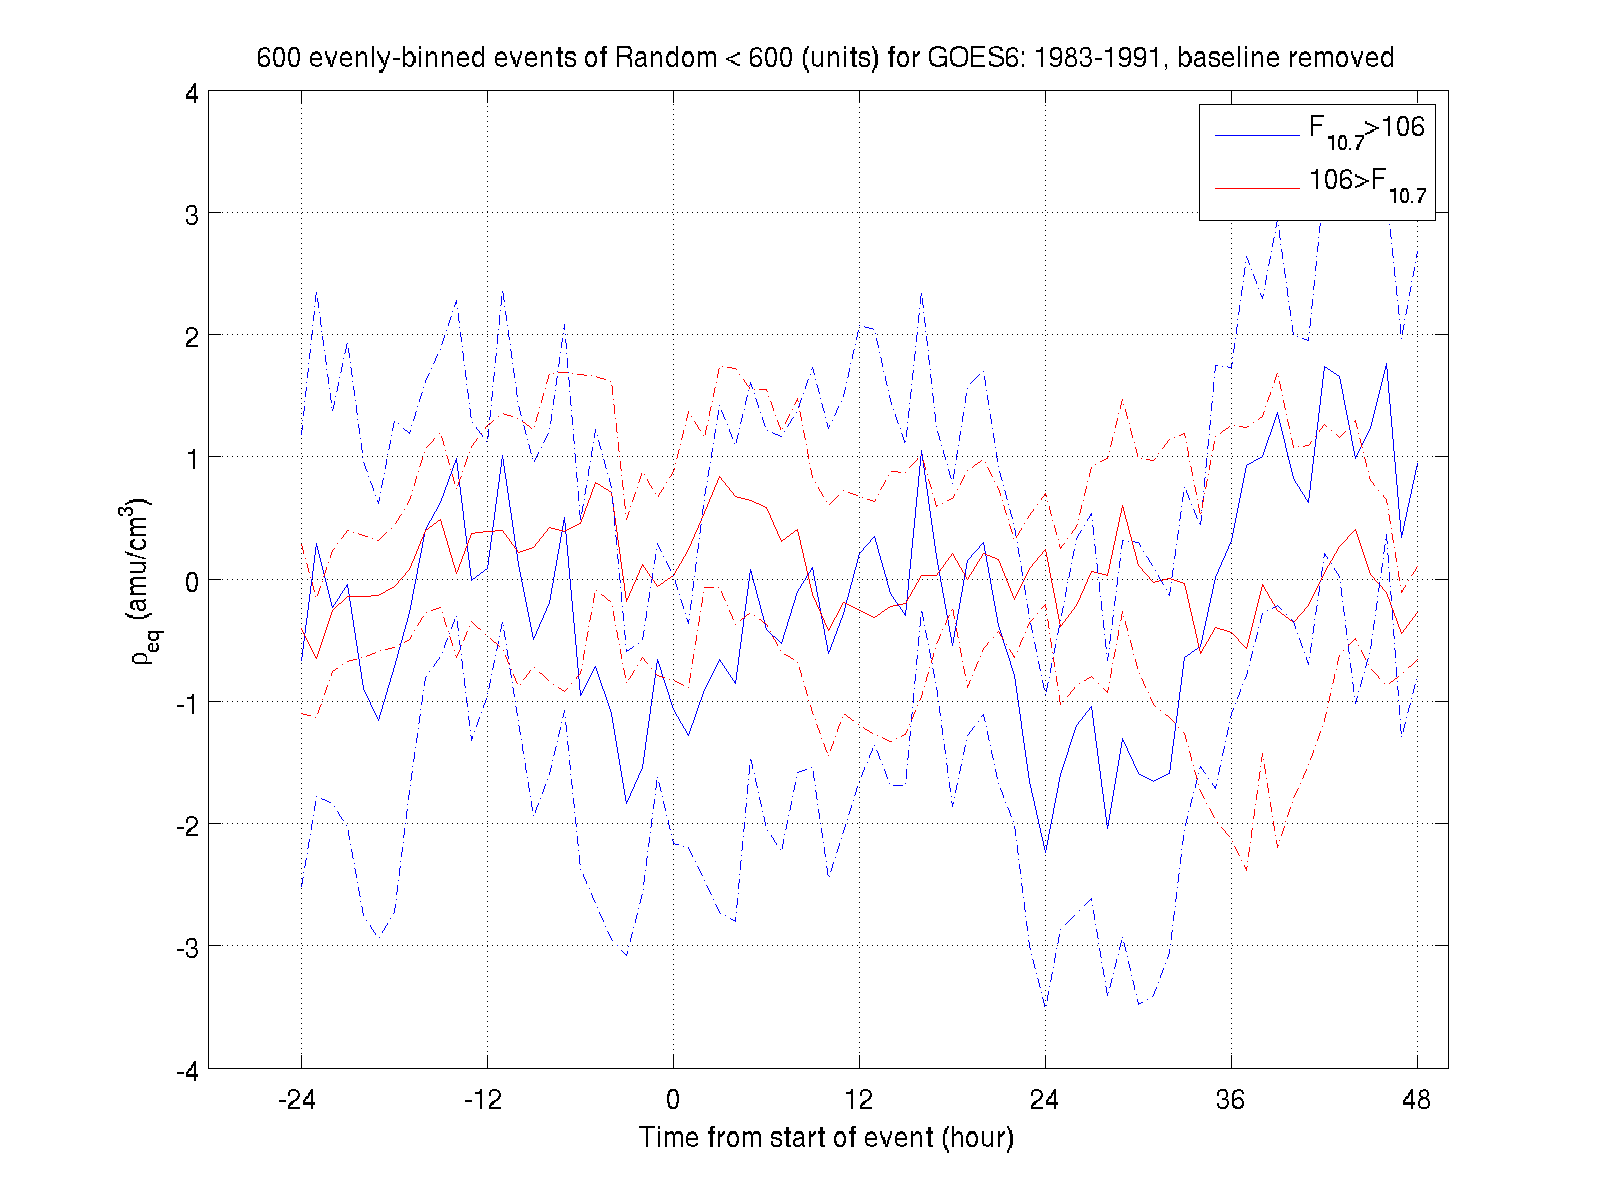 600 evenly-binned events of Random < 600 (units) for GOES6: 1983-1991, baseline removed
F10.7>106
106>F10.7
4
3
2
1
0
-1
-2
-3
-4
ρeq (amu/cm3)
-24 -12 0 12 24 36 48
Time from start of event (hour)